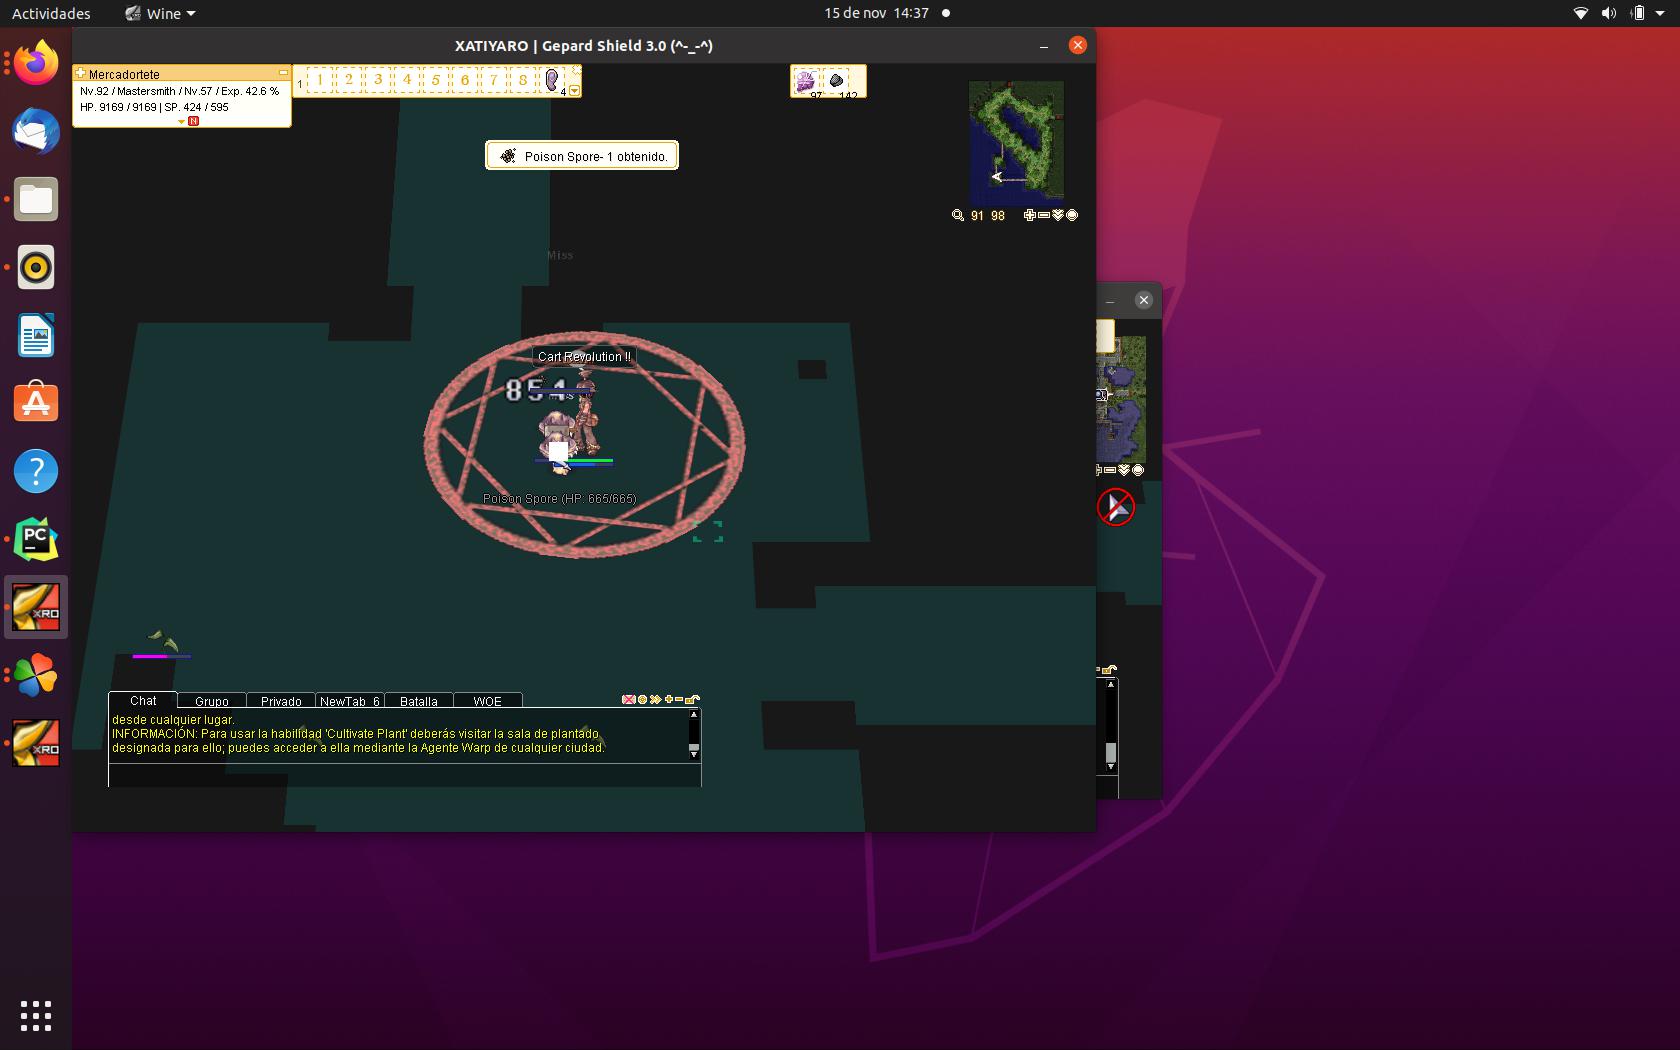 Actividades
Wine
15 de nov 14:37
XATIYARO | Gepard Shield 3.0 (^-_-^)
Mercadortete
Nv.92 / Mastersmith / Nv.57 / Exp. 42.6 %
HP. 9169 / 9169 | SP. 424 / 595
N
1 1 2 3 4 5 6 7 8 4
97 142
Poison Spore- 1 obtenido.
91 98
Miss
Cart Revolution !!
Poison Spore (HP: 665/665)
Chat Grupo Privado NewTab_6 Batalla WOE
desde cualquier lugar.
INFORMACIÓN: Para usar la habilidad 'Cultivate Plant' deberás visitar la sala de plantado
designada para ello; puedes acceder a ella mediante la Agente Warp de cualquier ciudad.
A
?
PC
XRO
XRO